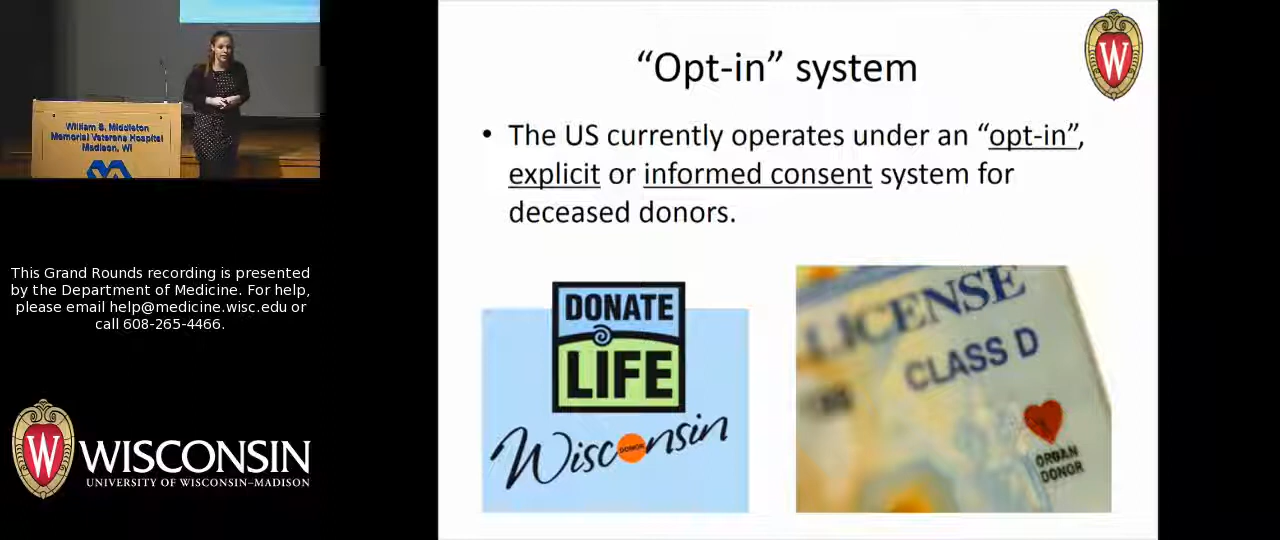 William S. Middleton
Memorial Veterans Hospital
Madison, WI
This Grand Rounds recording is presented
by the Department of Medicine. For help,
please email help@medicine.wisc.edu or
call 608-265-4466.
W WISCONSIN
UNIVERSITY OF WISCONSIN–MADISON
“Opt-in” system
W
• The US currently operates under an “opt-in”,
explicit or informed consent system for
deceased donors.
DONATE
LIFE
Wisconsin
DONOR
LICENSE
CLASS D
ORGAN
DONOR